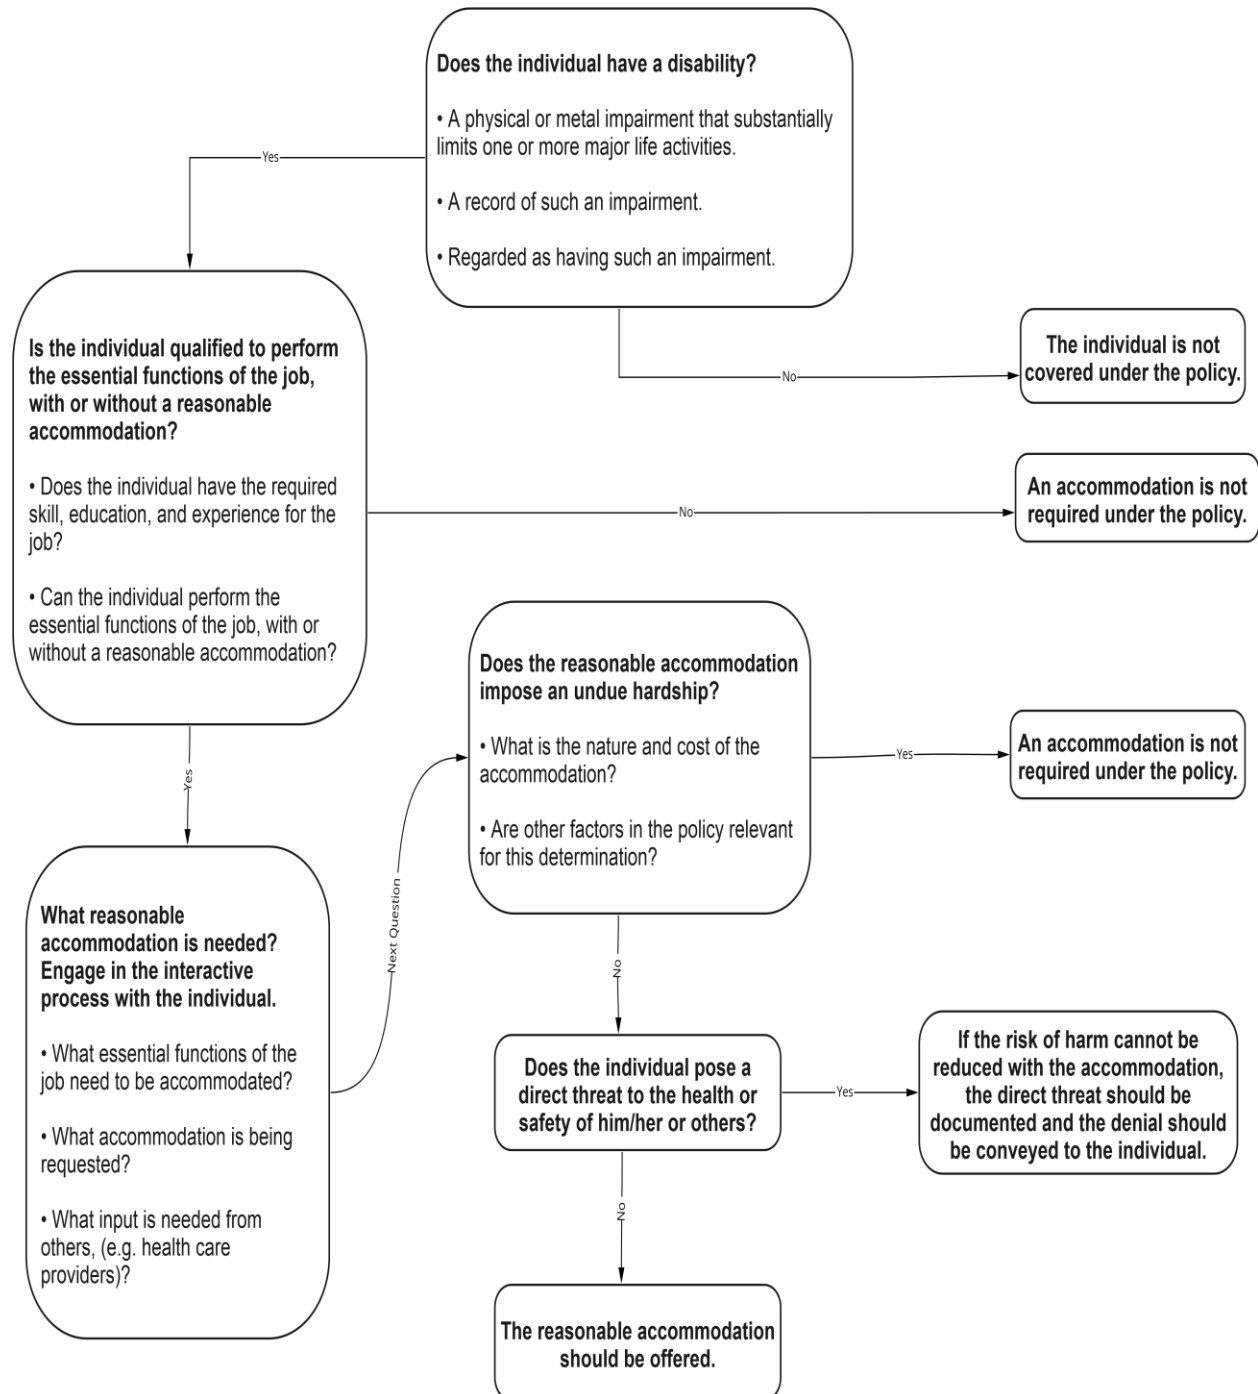 Does the individual have a disability?
• A physical or metal impairment that substantially
limits one or more major life activities.
• A record of such an impairment.
• Regarded as having such an impairment.
Yes
No
The individual is not
covered under the policy.
Is the individual qualified to perform
the essential functions of the job,
with or without a reasonable
accommodation?
• Does the individual have the required
skill, education, and experience for the
job?
• Can the individual perform the
essential functions of the job, with or
without a reasonable accommodation?
No
An accommodation is not
required under the policy.
Yes
What reasonable
accommodation is needed?
Engage in the interactive
process with the individual.
• What essential functions of the
job need to be accommodated?
• What accommodation is being
requested?
• What input is needed from
others, (e.g. health care
providers)?
Next Question
Does the reasonable accommodation
impose an undue hardship?
• What is the nature and cost of the
accommodation?
• Are other factors in the policy relevant
for this determination?
Yes
An accommodation is not
required under the policy.
No
Does the individual pose a
direct threat to the health or
safety of him/her or others?
Yes
If the risk of harm cannot be
reduced with the accommodation,
the direct threat should be
documented and the denial should
be conveyed to the individual.
No
The reasonable accommodation
should be offered.